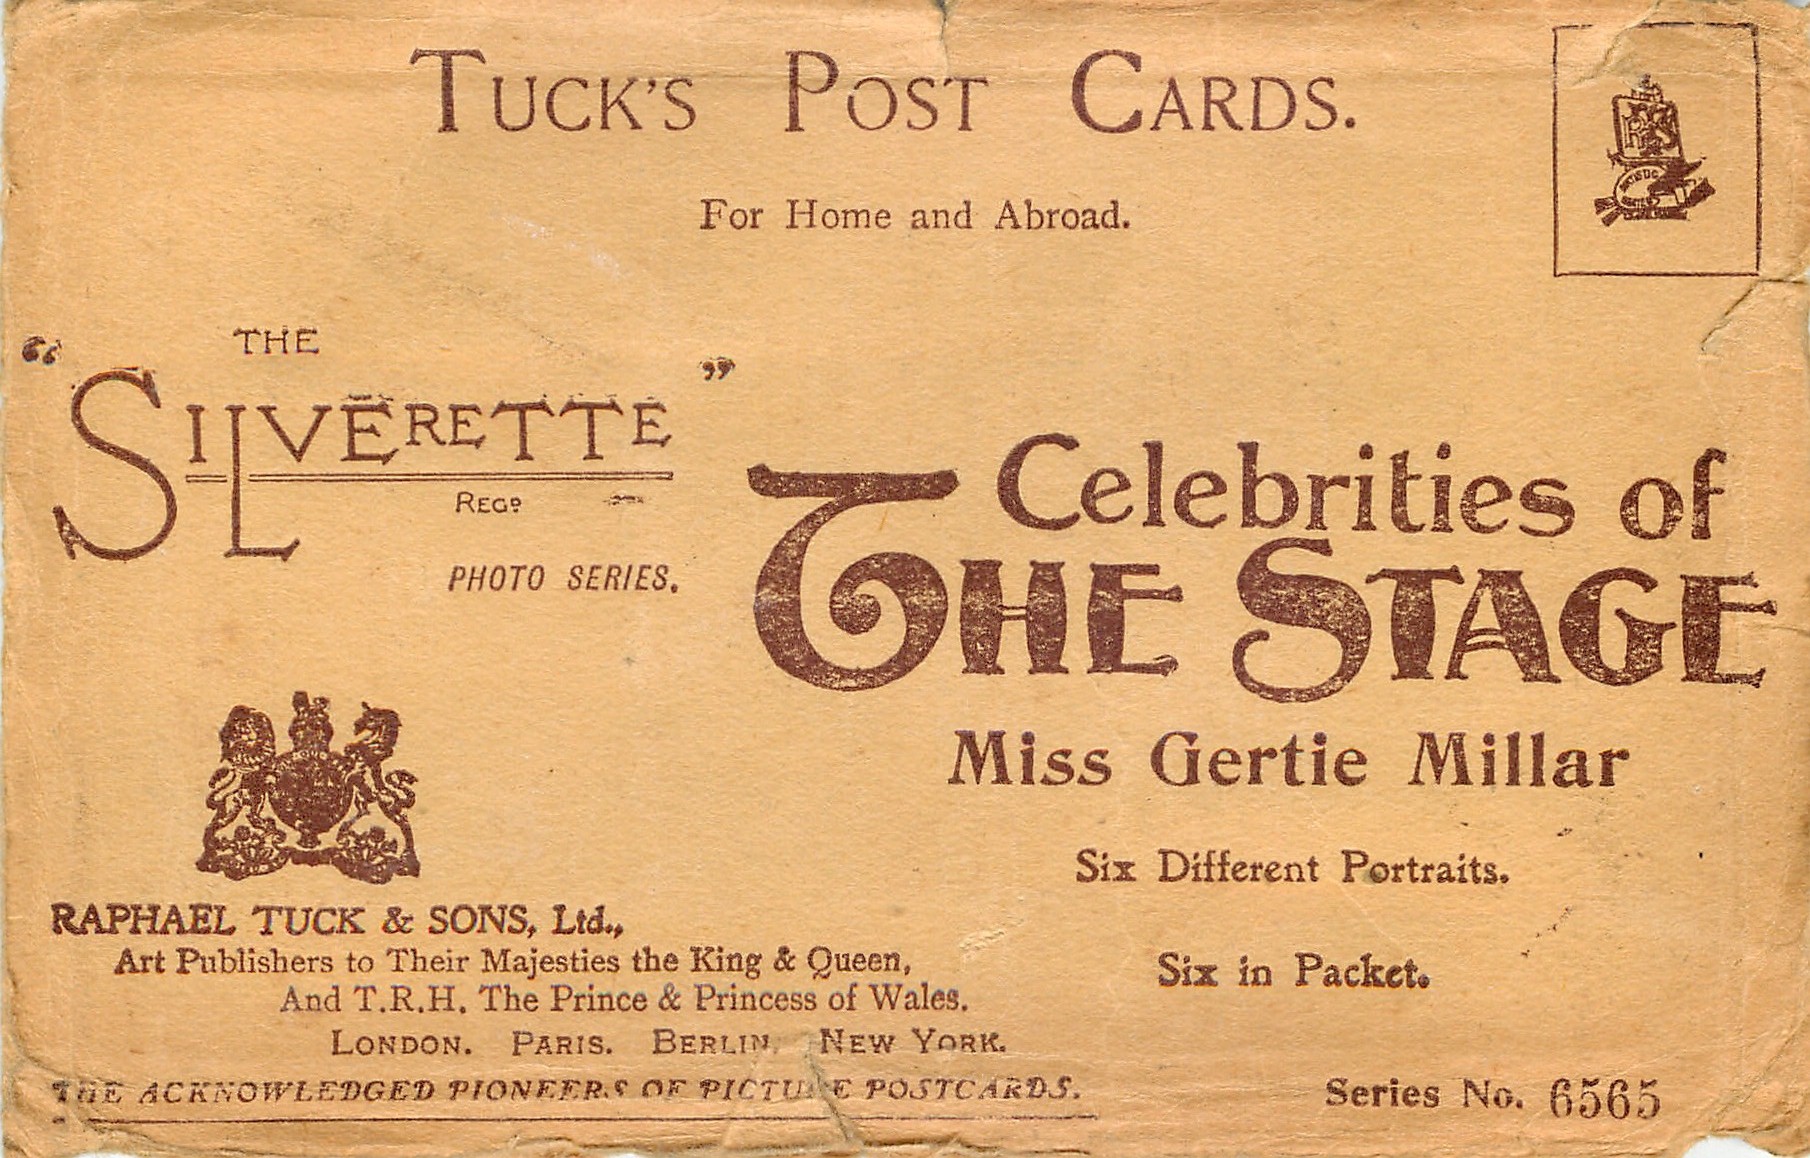 TUCK'S POST CARDS.
For Home and Abroad.
"THE
SILVERETTE"
REGD
PHOTO SERIES.
Celebrities of
THE STAGE
Miss Gertie Millar
Six Different Portraits.
Six in Packet.
RAPHAEL TUCK & SONS, Ltd.,
Art Publishers to Their Majesties the King & Queen,
And T.R.H. The Prince & Princess of Wales.
LONDON. PARIS. BERLIN. NEW YORK.
THE ACKNOWLEDGED PIONEERS OF PICTURE POSTCARDS.
Series No. 6565